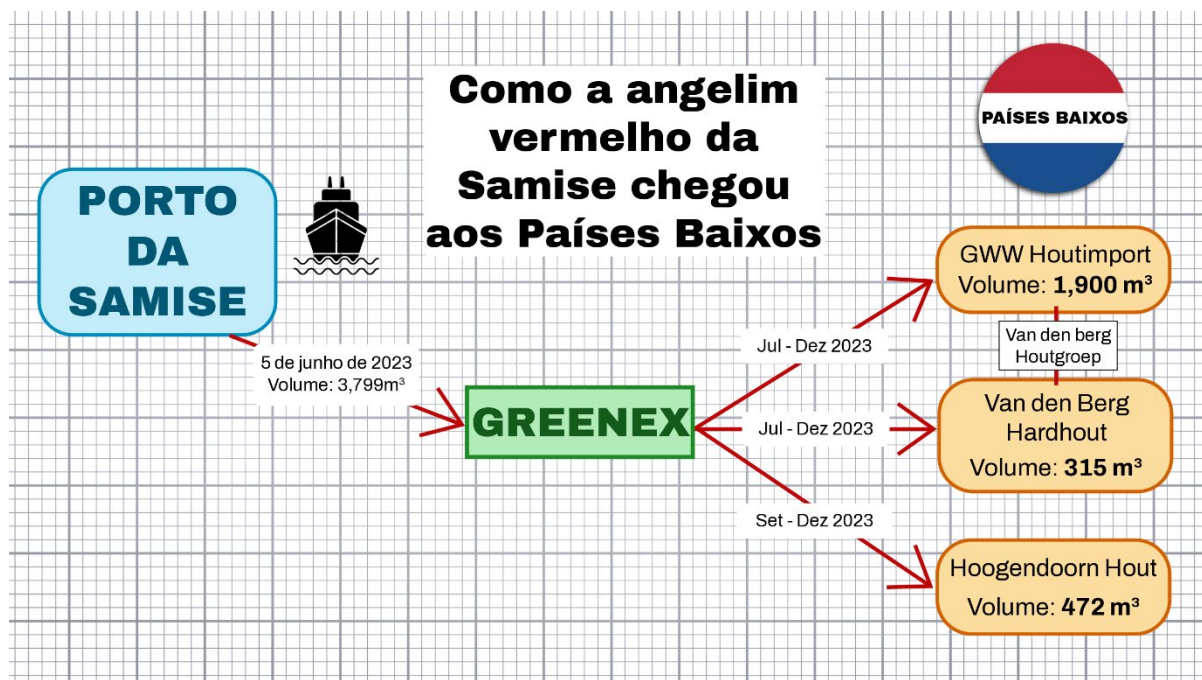 Como a angelim
vermelho da
Samise chegou
aos Países Baixos
PAÍSES BAIXOS
PORTO
DA
SAMISE
5 de junho de 2023
Volume: 3,799m³
GREENEX
Jul - Dez 2023
Jul - Dez 2023
Set - Dez 2023
GWW Houtimport
Volume: 1,900 m³
Van den berg
Houtgroep
Van den Berg
Hardhout
Volume: 315 m³
Hoogendoorn Hout
Volume: 472 m³